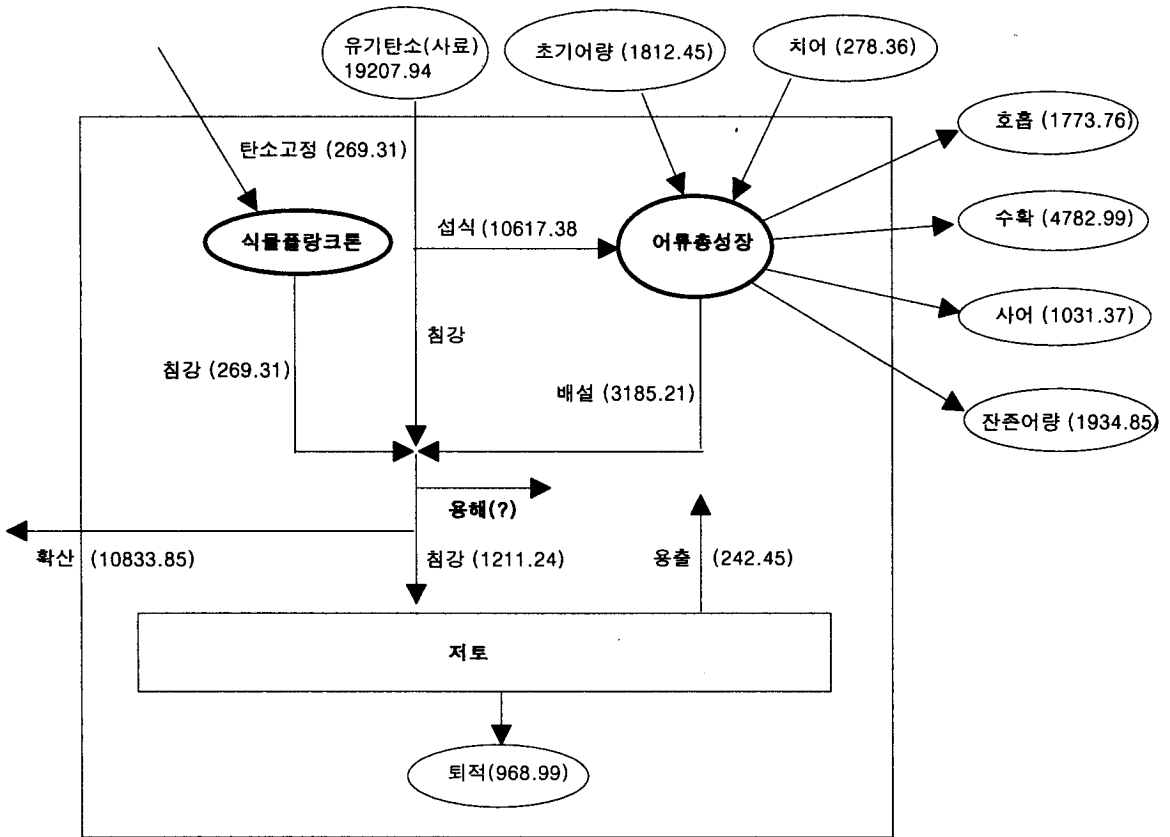 유기탄소(사료)
19207.94
초기어량 (1812.45)
치어 (278.36)
호흡 (1773.76)
탄소고정 (269.31)
수확 (4782.99)
식물플랑크톤
섭식 (10617.38
어류총성장
사어 (1031.37)
침강
침강 (269.31)
배설 (3185.21)
잔존어량 (1934.85)
용해(?)
확산 (10833.85)
침강 (1211.24)
용출 (242.45)
저토
퇴적(968.99)